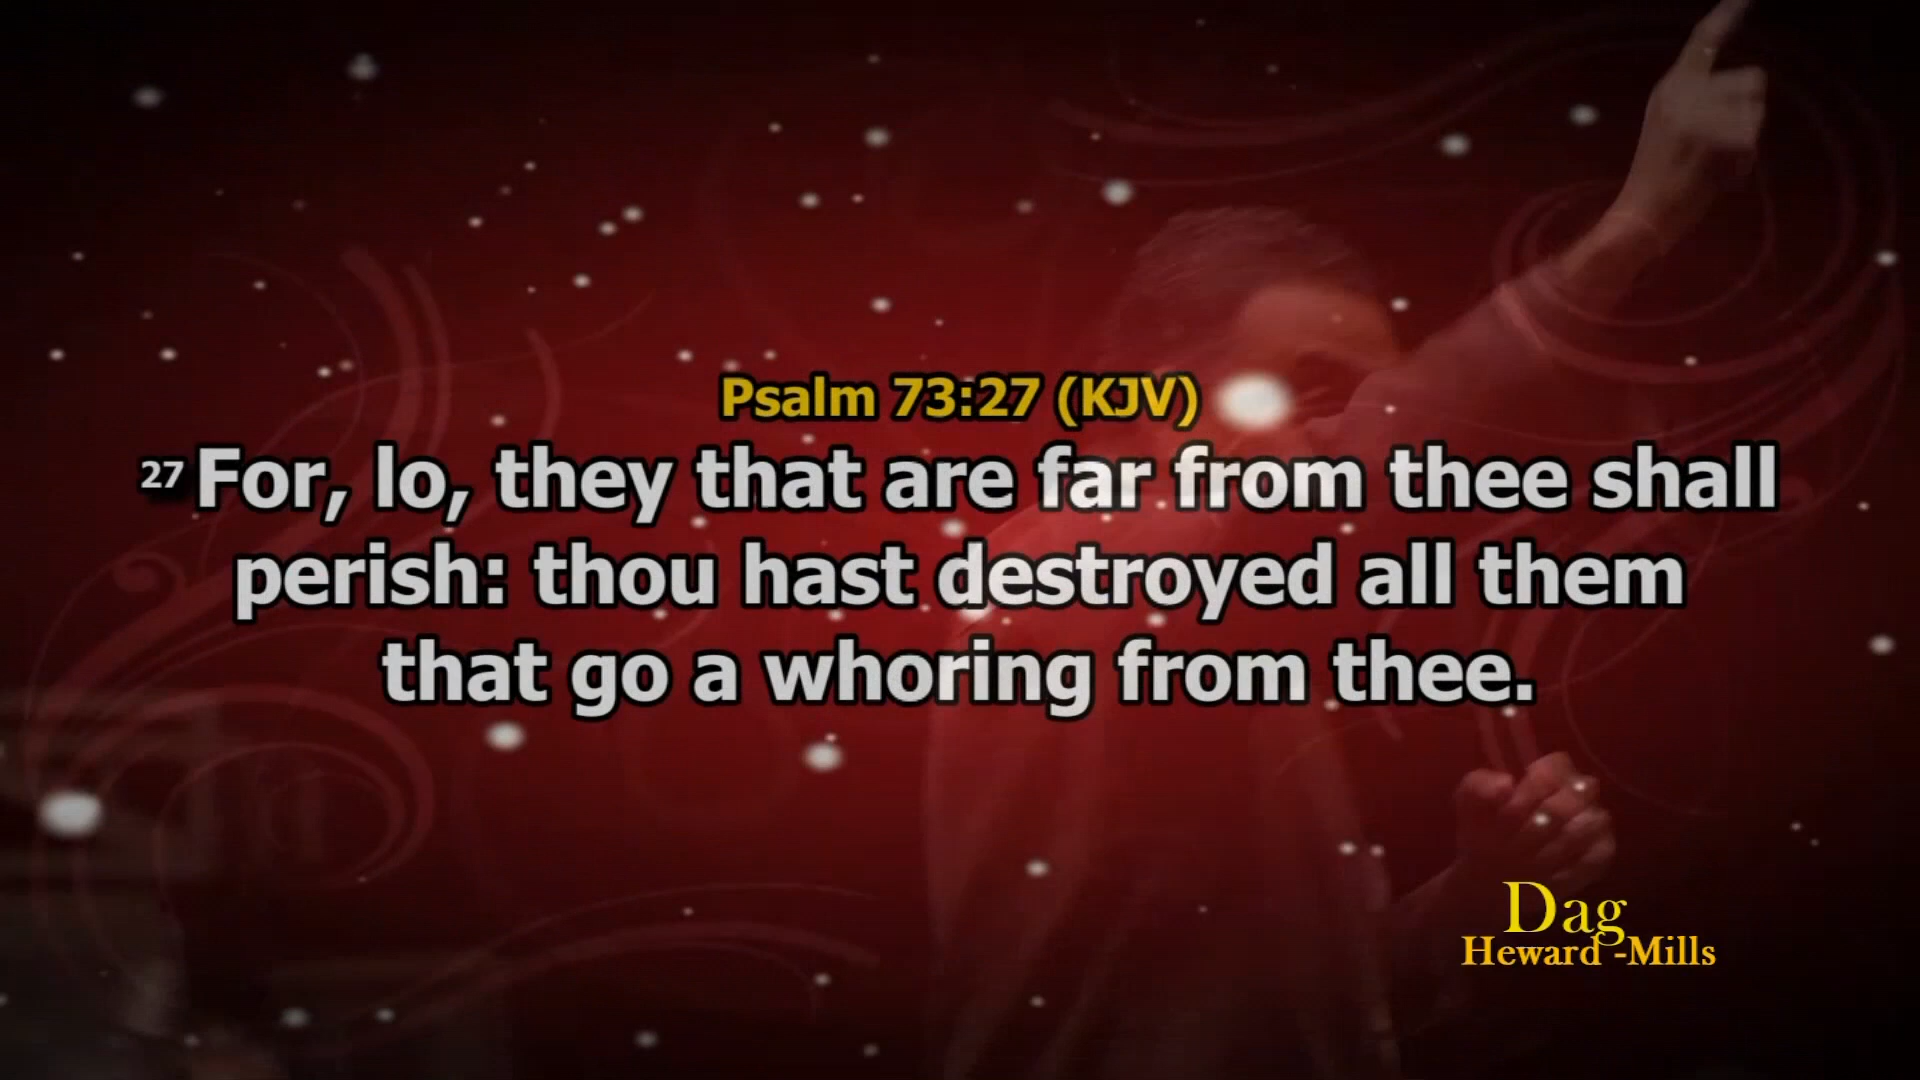 Psalm 73:27 (KJV)
27 For, lo, they that are far from thee shall
perish: thou hast destroyed all them
that go a whoring from thee.
Dag
Heward -Mills